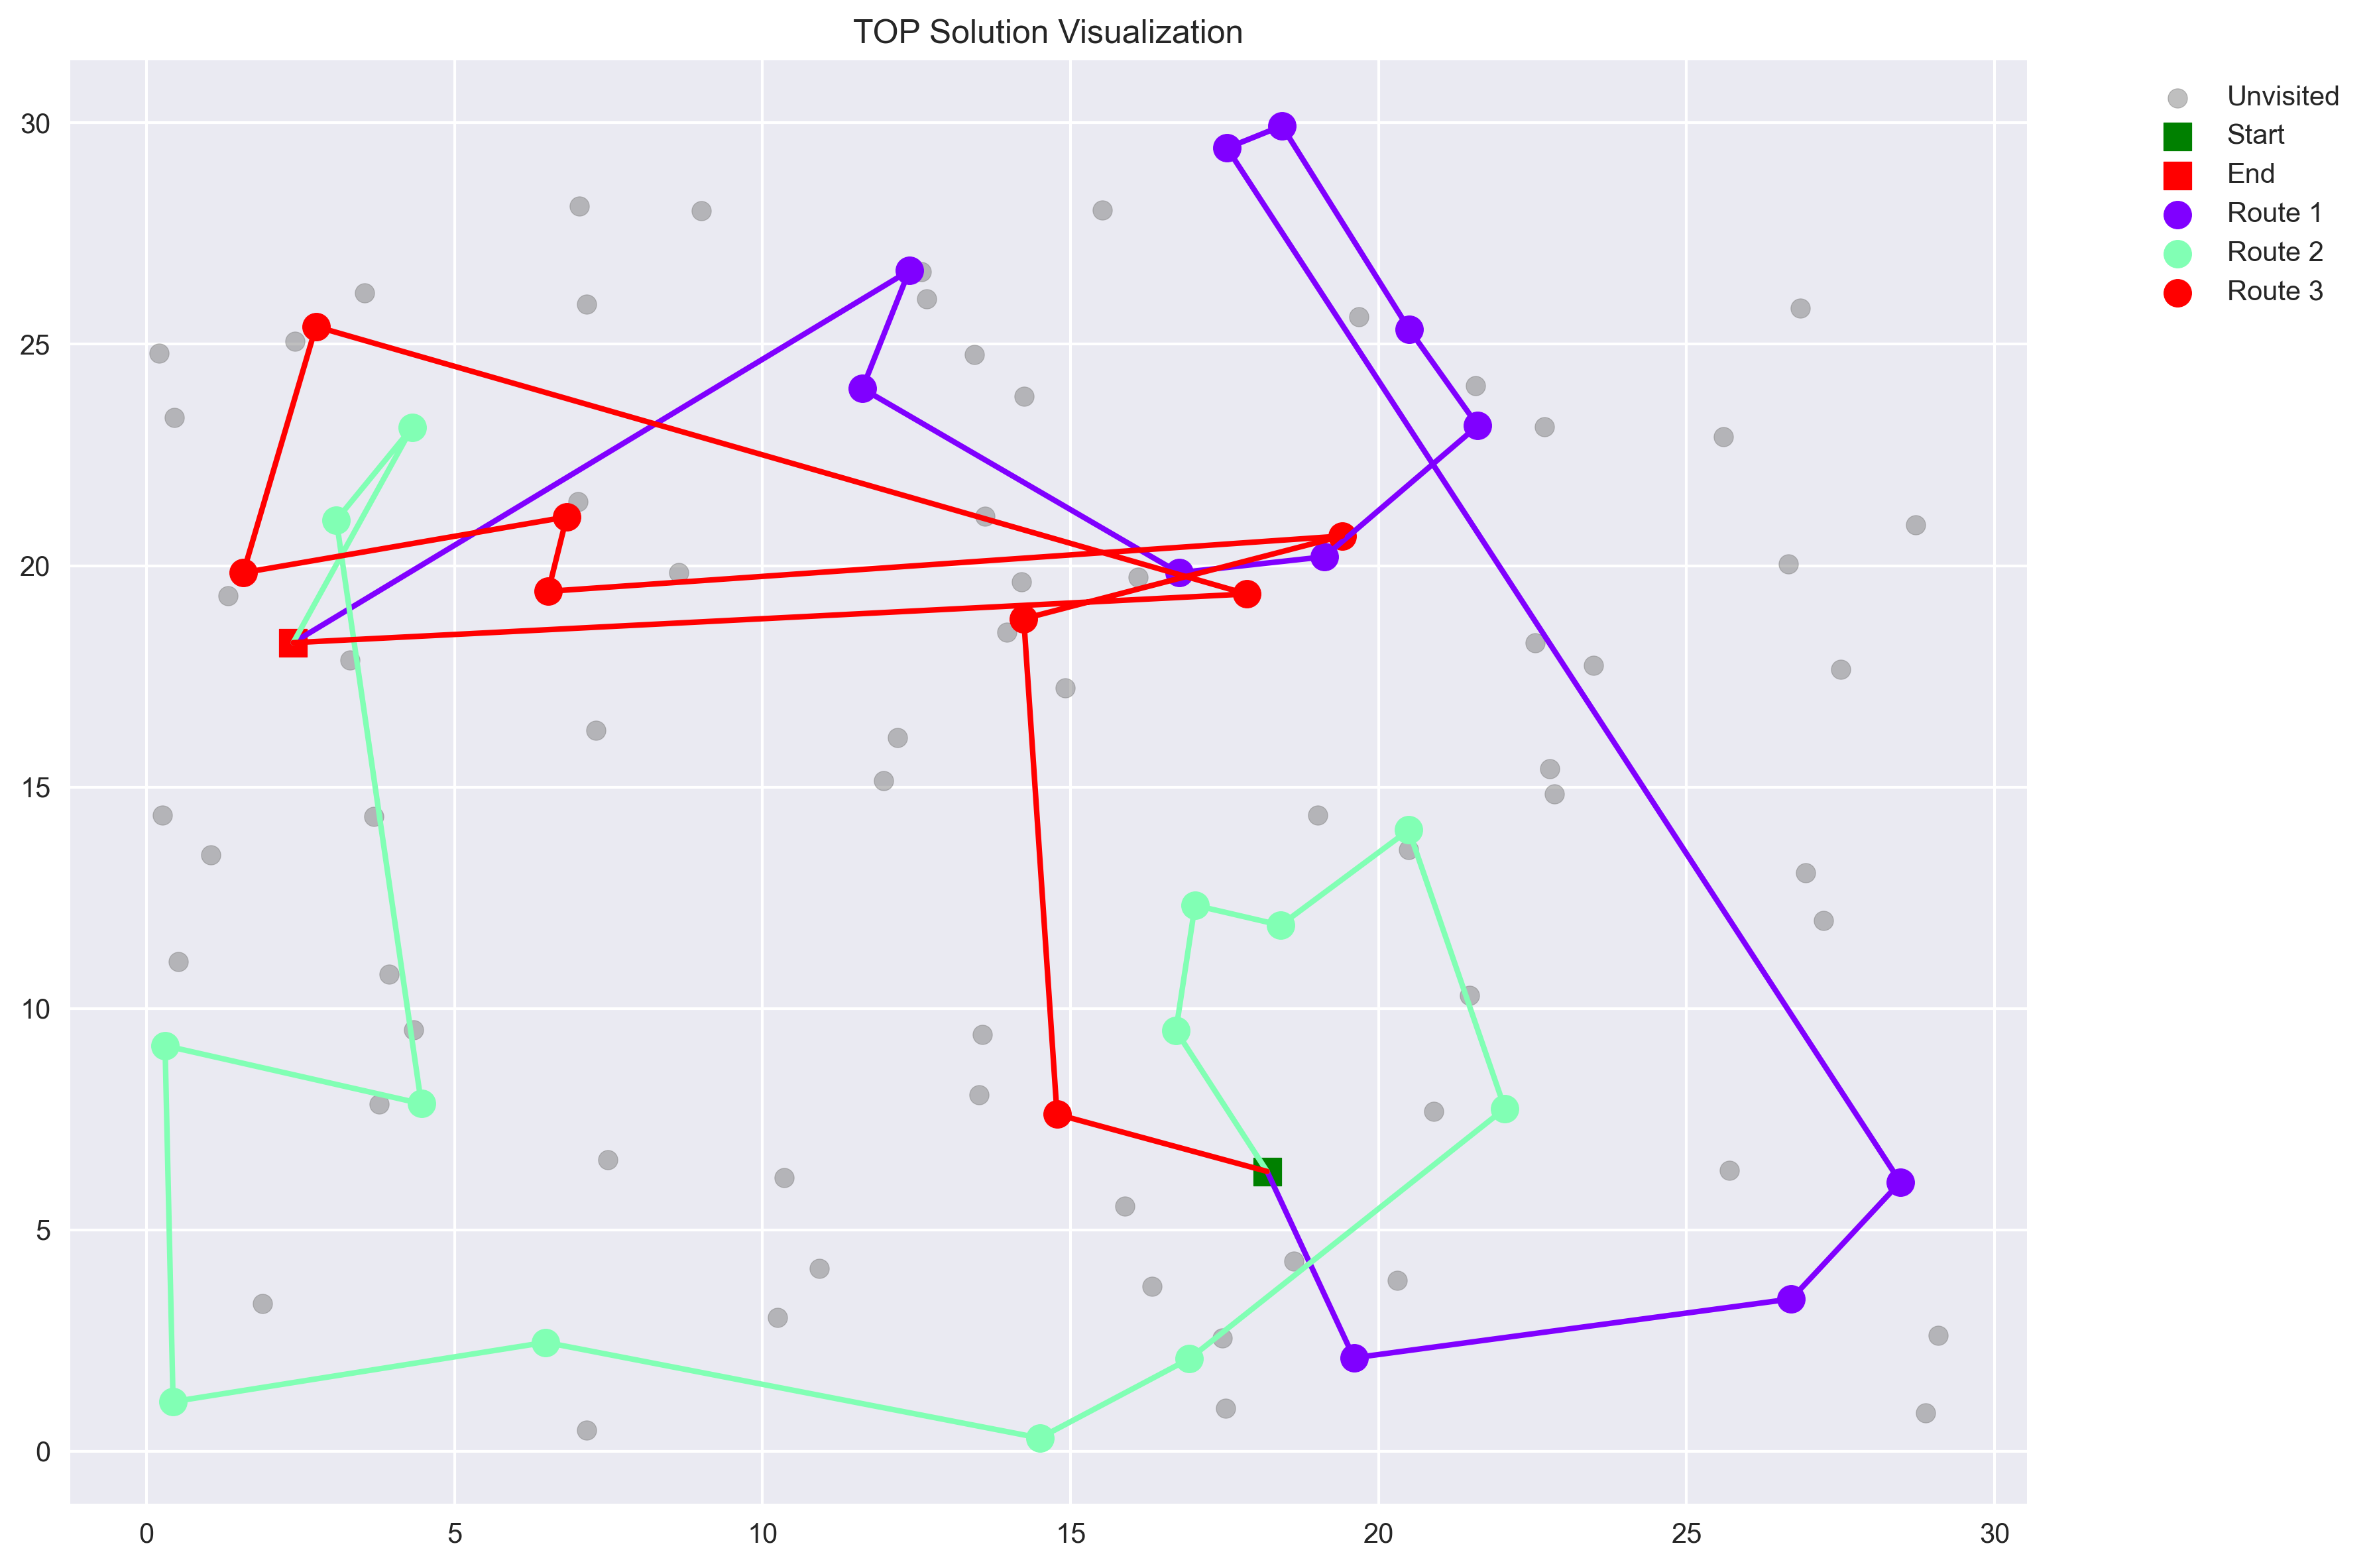 TOP Solution Visualization
Unvisited
Start
End
Route 1
Route 2
Route 3
30
25
20
15
10
5
0
0 5 10 15 20 25 30